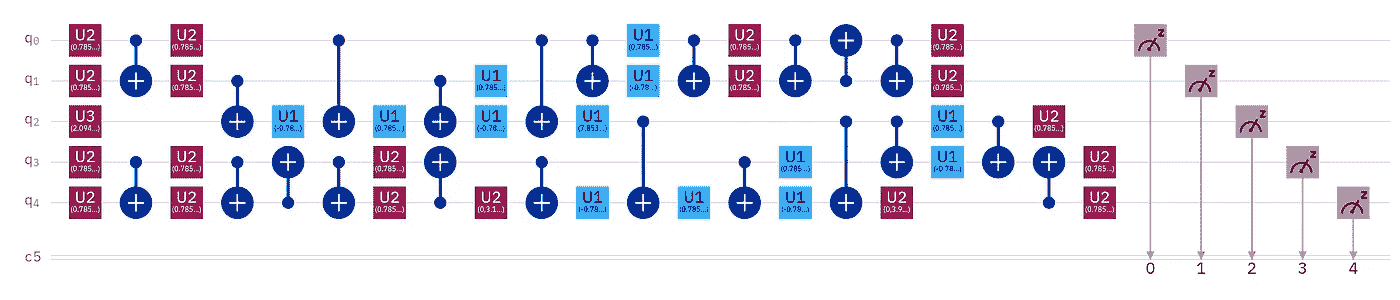 q0 U2 U2 U1 U2 U2 z
(0.785...) (0.785...) (0.785...) (0.785...) (0.785...)
q1 U2 U2 U1 U1 U2 U2 z
(0.785...) (0.785...) (0.785...) (-0.78...) (0.785...) (0.785...)
q2 U3 U1 U1 U1 U1 U1 U2 z
(2.094...) (-0.78...) (0.785...) (-0.78...) (7.853...) (0.785...) (0.785...)
q3 U2 U2 U2 U1 U1 U2 z
(0.785...) (0.785...) (0.785...) (0.785...) (-0.78...) (0.785...)
q4 U2 U2 U2 U2 U1 U1 U1 U2 U2 z
(0.785...) (0.785...) (0.785...) (0,3.1...) (-0.78...) (0.785...) (-0.78...) (0,3.9...) (0.785...)
c5
0 1 2 3 4